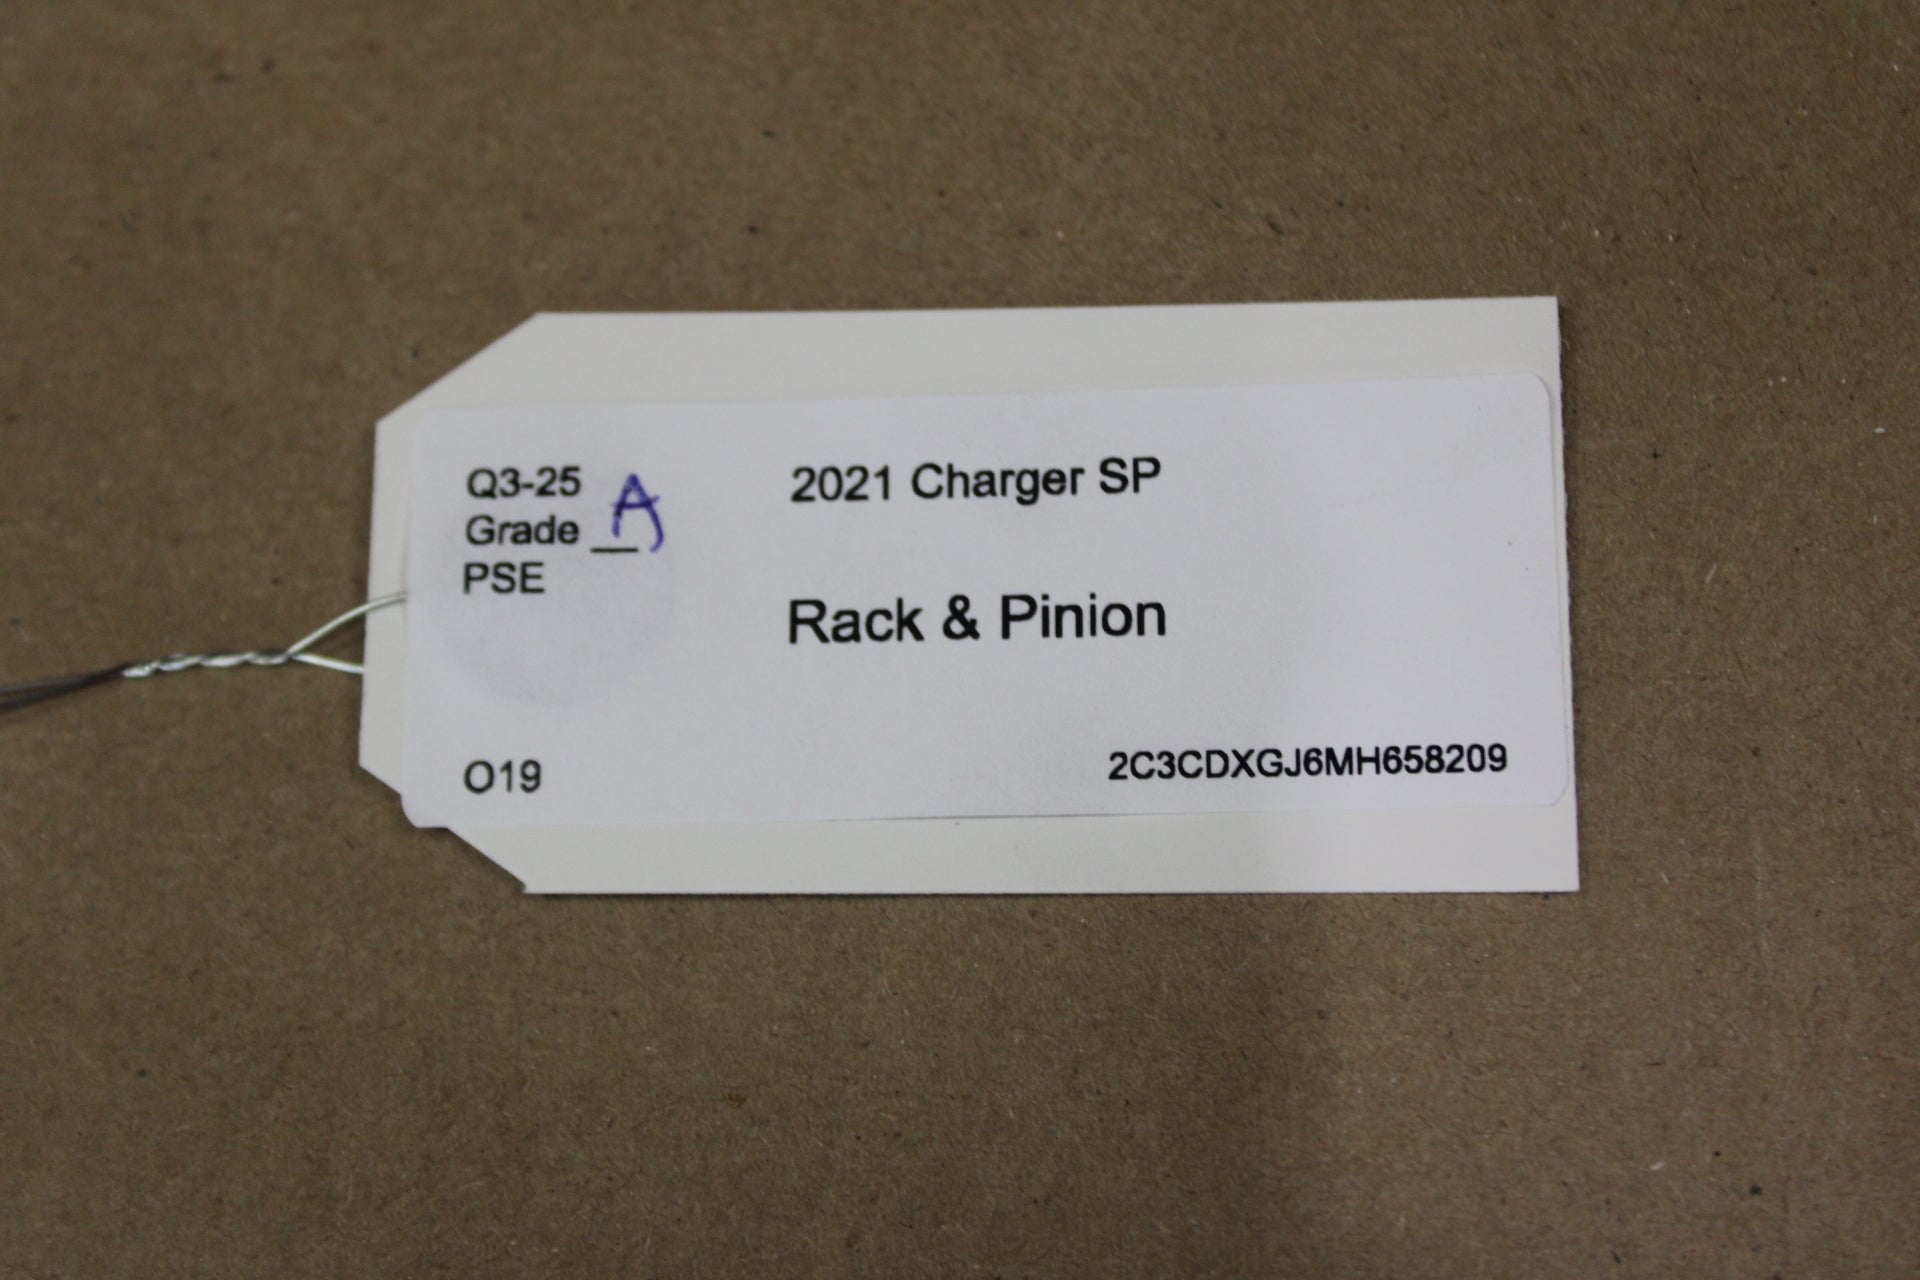 Q3-25
Grade A
PSE
2021 Charger SP
Rack & Pinion
O19
2C3CDXGJ6MH658209